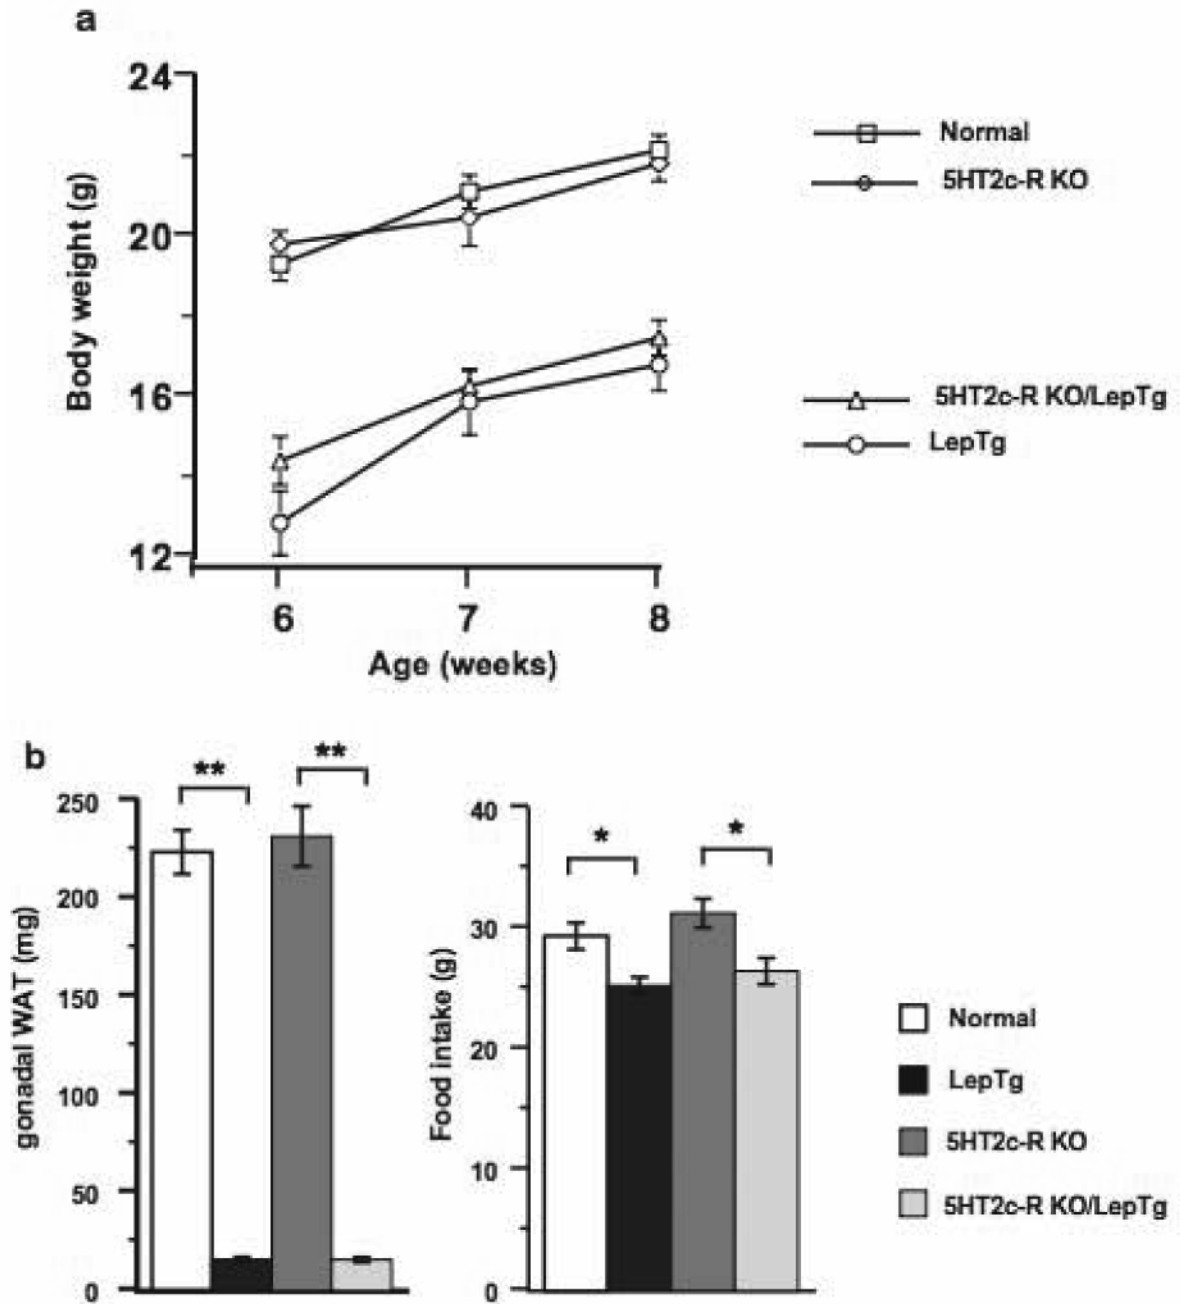 a
24
20
16
12
Body weight (g)
6 7 8
Age (weeks)
Normal
5HT2c-R KO
5HT2c-R KO/LepTg
LepTg
b
** **
250
200
150
100
50
0
gonadal WAT (mg)
* *
40
30
20
10
0
Food intake (g)
Normal
LepTg
5HT2c-R KO
5HT2c-R KO/LepTg